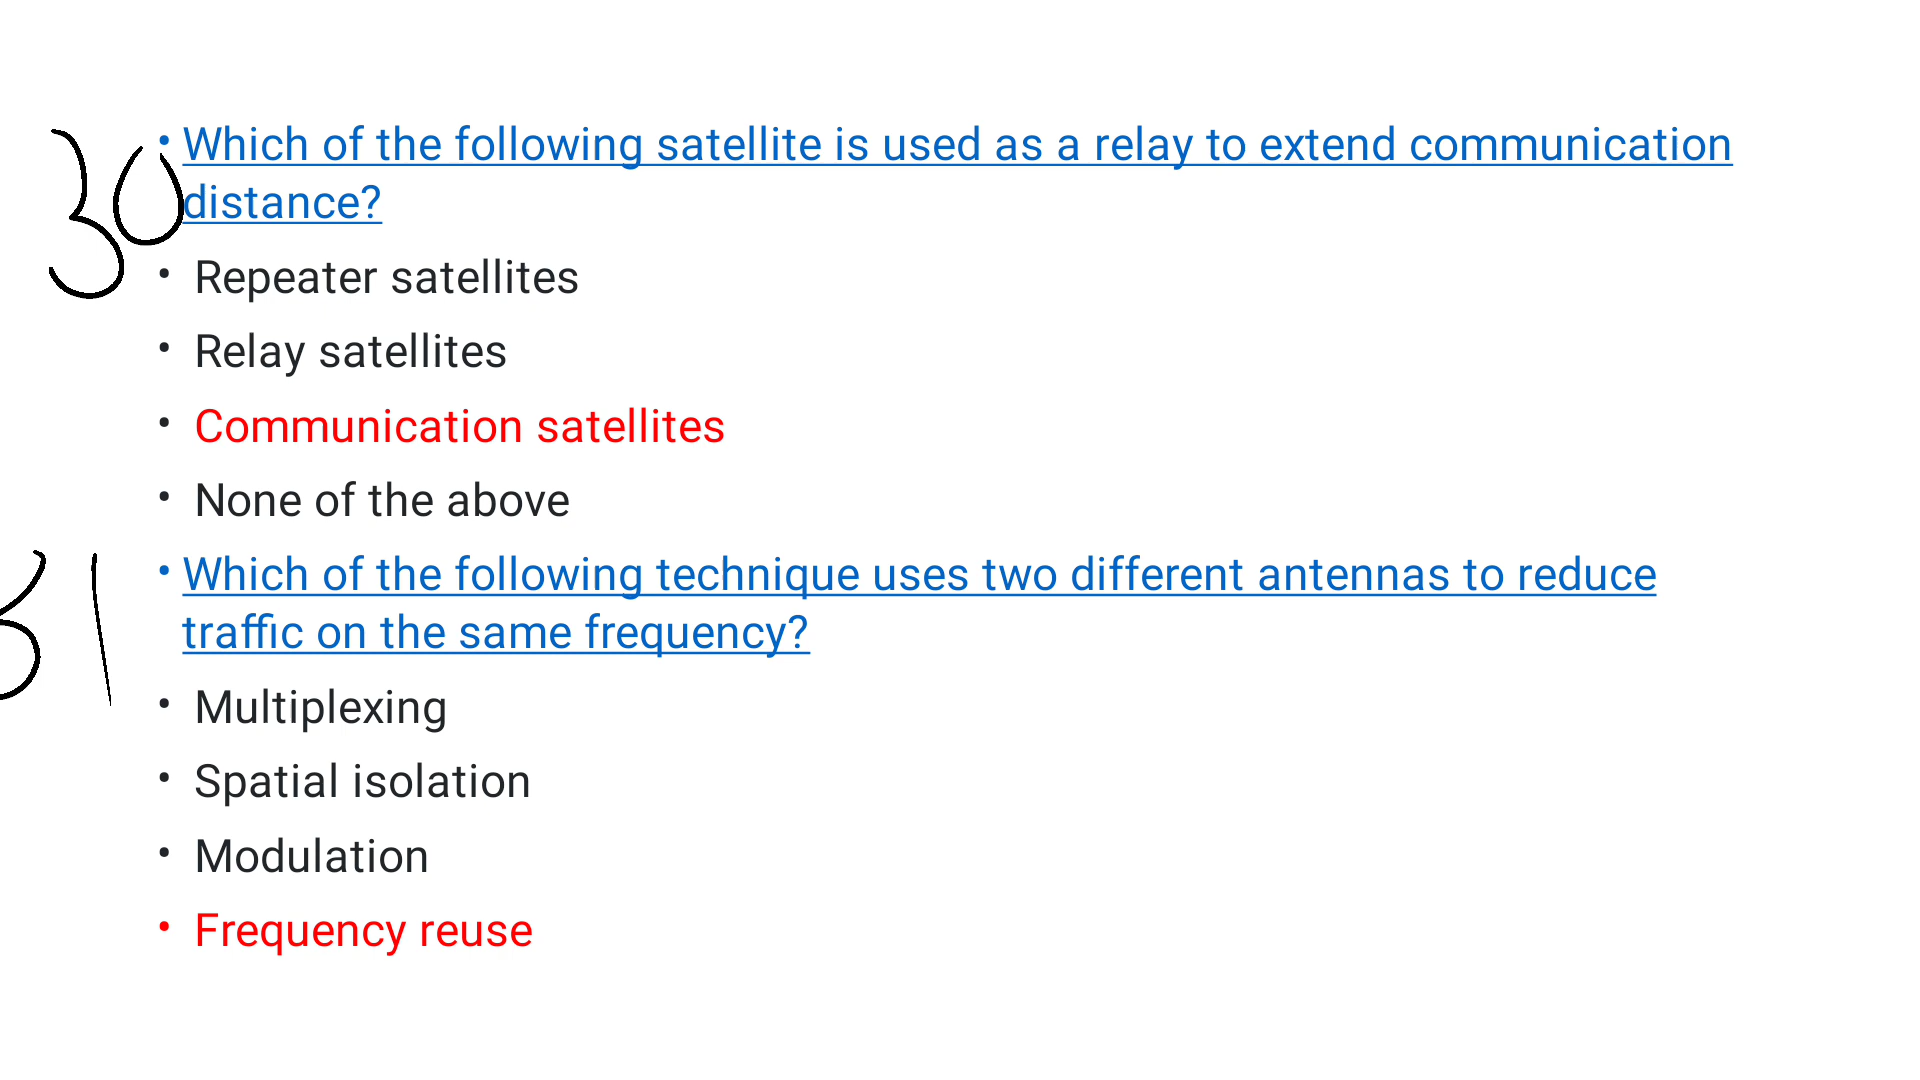 30
• Which of the following satellite is used as a relay to extend communication
distance?
• Repeater satellites
• Relay satellites
• Communication satellites
• None of the above
31
• Which of the following technique uses two different antennas to reduce
traffic on the same frequency?
• Multiplexing
• Spatial isolation
• Modulation
• Frequency reuse